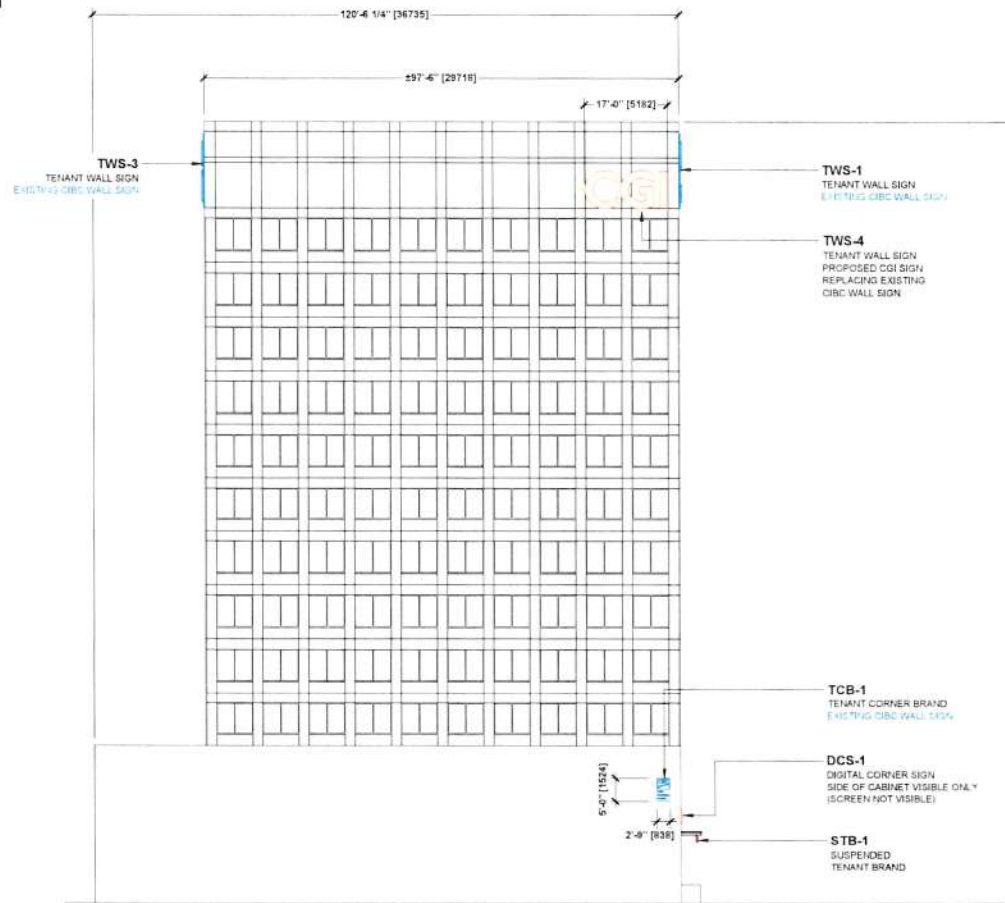 120'-6 1/4" [36735]
±97'-6" [29718]
17'-0" [5182]
TWS-3
TENANT WALL SIGN
EXISTING CIBC WALL SIGN
CGI
TWS-1
TENANT WALL SIGN
EXISTING CIBC WALL SIGN
TWS-4
TENANT WALL SIGN
PROPOSED CGI SIGN
REPLACING EXISTING
CIBC WALL SIGN
TCB-1
TENANT CORNER BRAND
EXISTING CIBC WALL SIGN
5'-0" [1524]
2'-9" [838]
DCS-1
DIGITAL CORNER SIGN
SIDE OF CABINET VISIBLE ONLY
(SCREEN NOT VISIBLE)
STB-1
SUSPENDED
TENANT BRAND